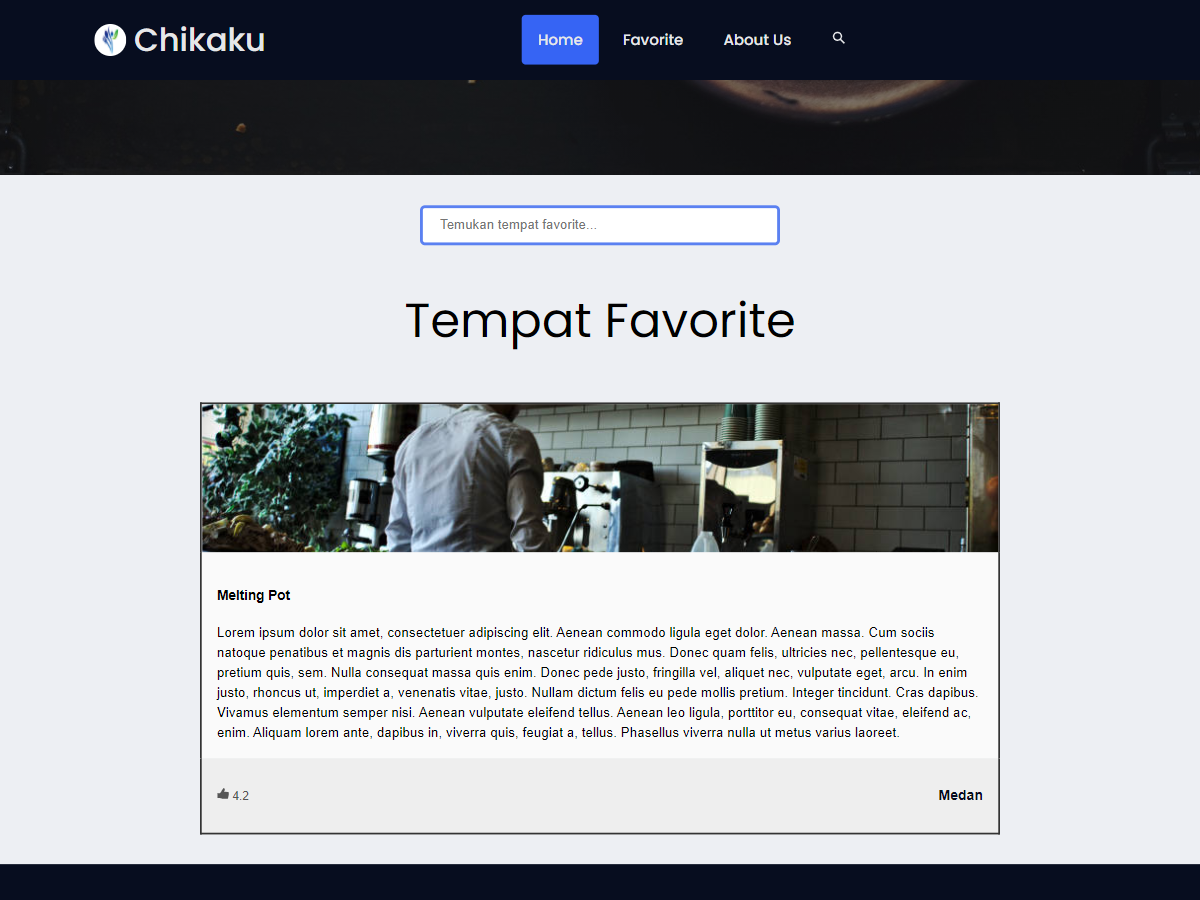 Chikaku
Home
Favorite
About Us
Temukan tempat favorite...
Tempat Favorite
Melting Pot
Lorem ipsum dolor sit amet, consectetuer adipiscing elit. Aenean commodo ligula eget dolor. Aenean massa. Cum sociis
natoque penatibus et magnis dis parturient montes, nascetur ridiculus mus. Donec quam felis, ultricies nec, pellentesque eu,
pretium quis, sem. Nulla consequat massa quis enim. Donec pede justo, fringilla vel, aliquet nec, vulputate eget, arcu. In enim
justo, rhoncus ut, imperdiet a, venenatis vitae, justo. Nullam dictum felis eu pede mollis pretium. Integer tincidunt. Cras dapibus.
Vivamus elementum semper nisi. Aenean vulputate eleifend tellus. Aenean leo ligula, porttitor eu, consequat vitae, eleifend ac,
enim. Aliquam lorem ante, dapibus in, viverra quis, feugiat a, tellus. Phasellus viverra nulla ut metus varius laoreet.
4.2
Medan